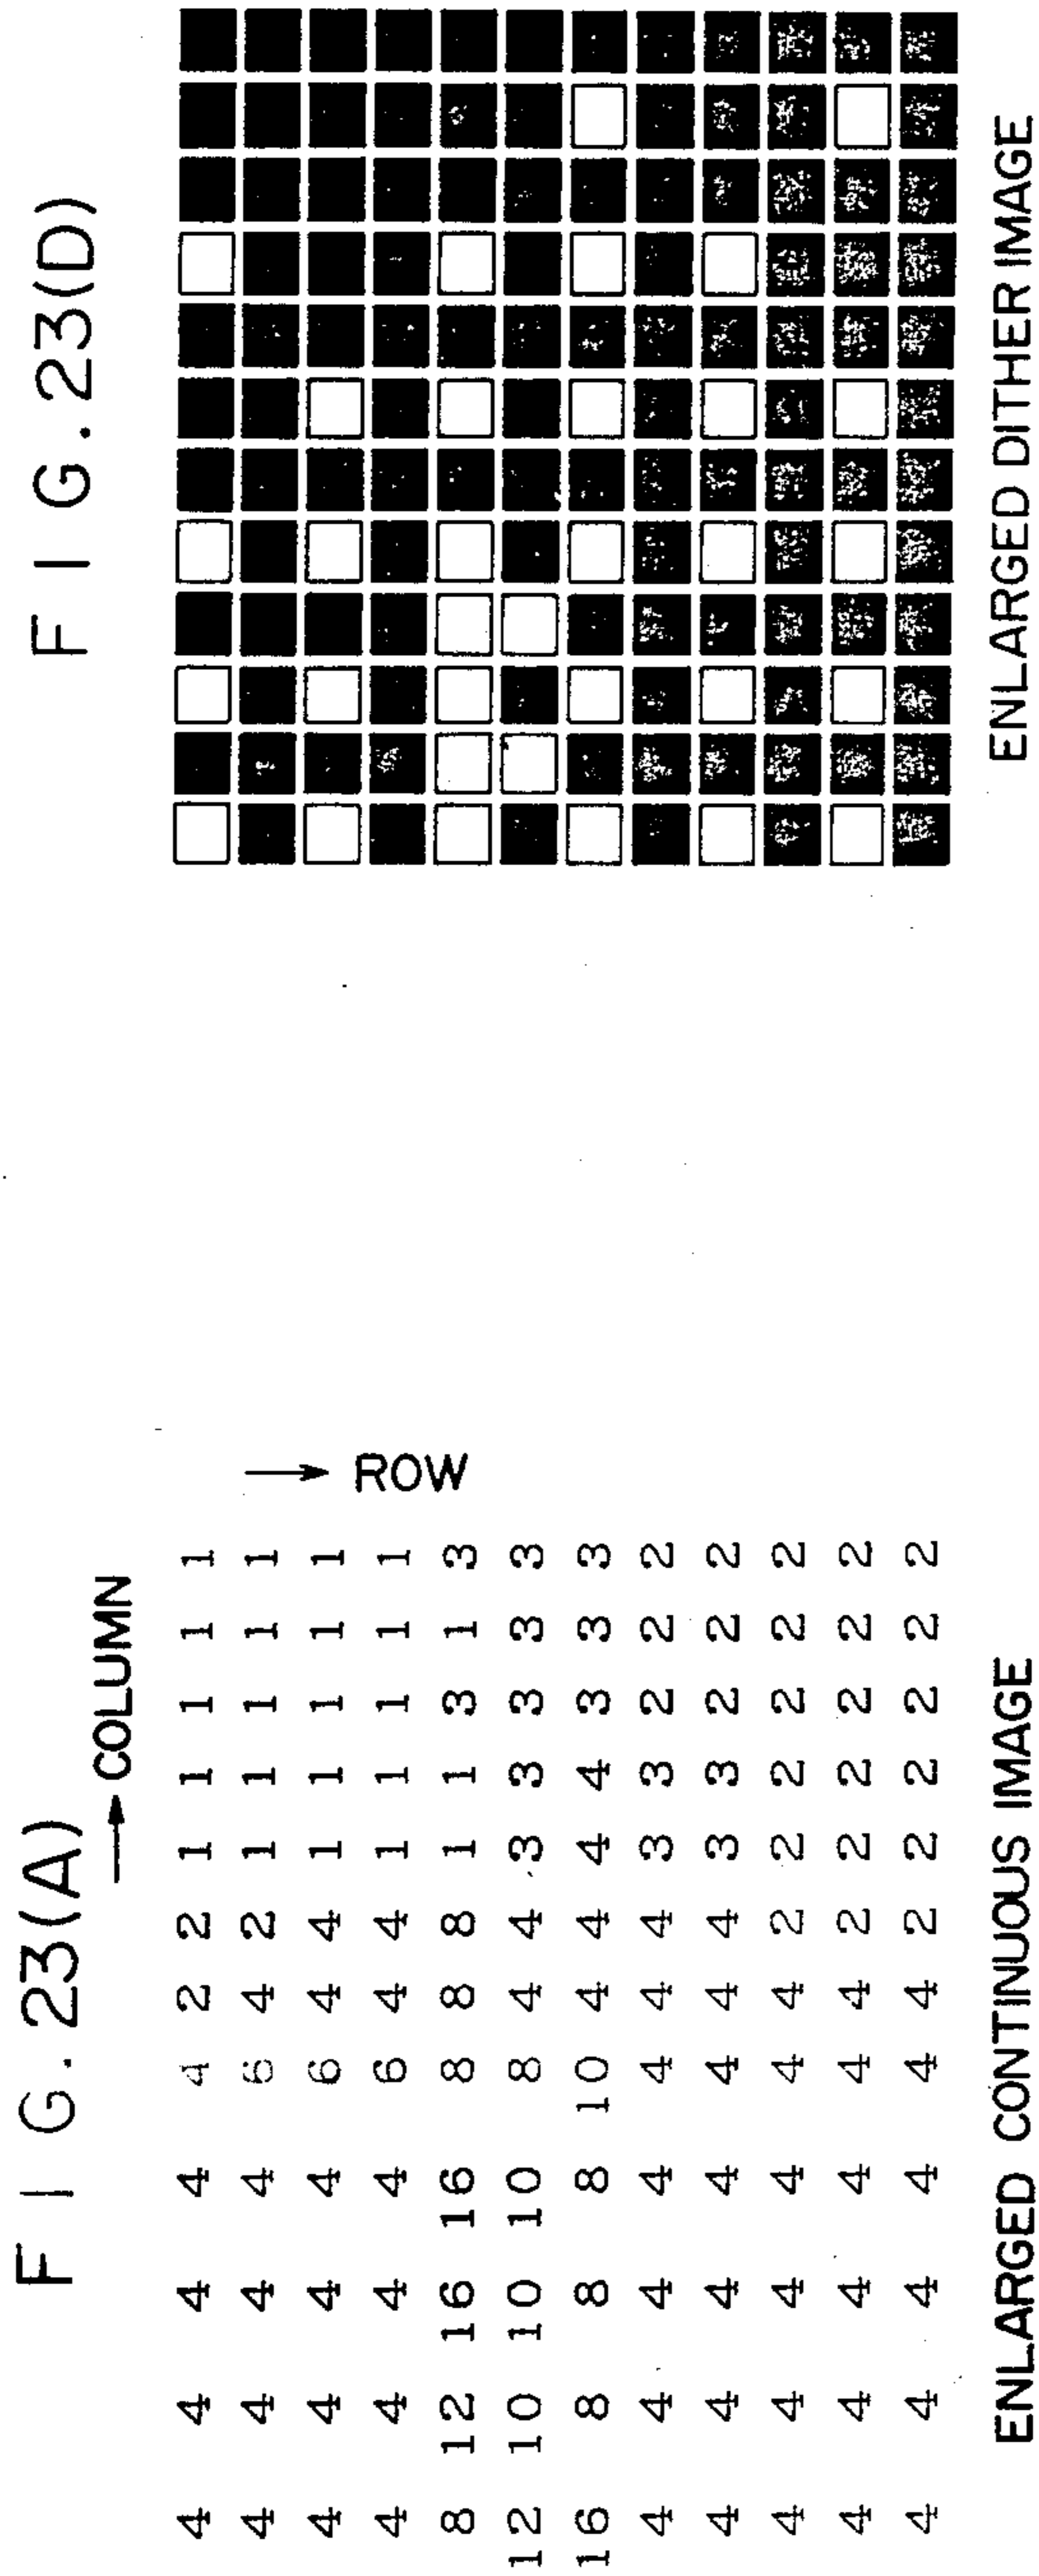 FIG. 23(A)
COLUMN
4 4 4 4 4 2 2 1 1 1 1 1
4 4 4 4 6 4 2 1 1 1 1 1
4 4 4 4 6 4 4 1 1 1 1 1
4 4 4 4 6 4 4 1 1 1 1 1
8 12 16 16 8 8 8 1 1 3 1 3
12 10 10 10 8 4 4 3 3 3 3 3
16 8 8 8 10 4 4 4 4 3 3 3
4 4 4 4 4 4 4 3 3 2 2 2
4 4 4 4 4 4 4 3 3 2 2 2
4 4 4 4 4 4 2 2 2 2 2 2
4 4 4 4 4 4 2 2 2 2 2 2
4 4 4 4 4 4 2 2 2 2 2 2
ROW
ENLARGED CONTINUOUS IMAGE
FIG. 23(D)
ENLARGED DITHER IMAGE